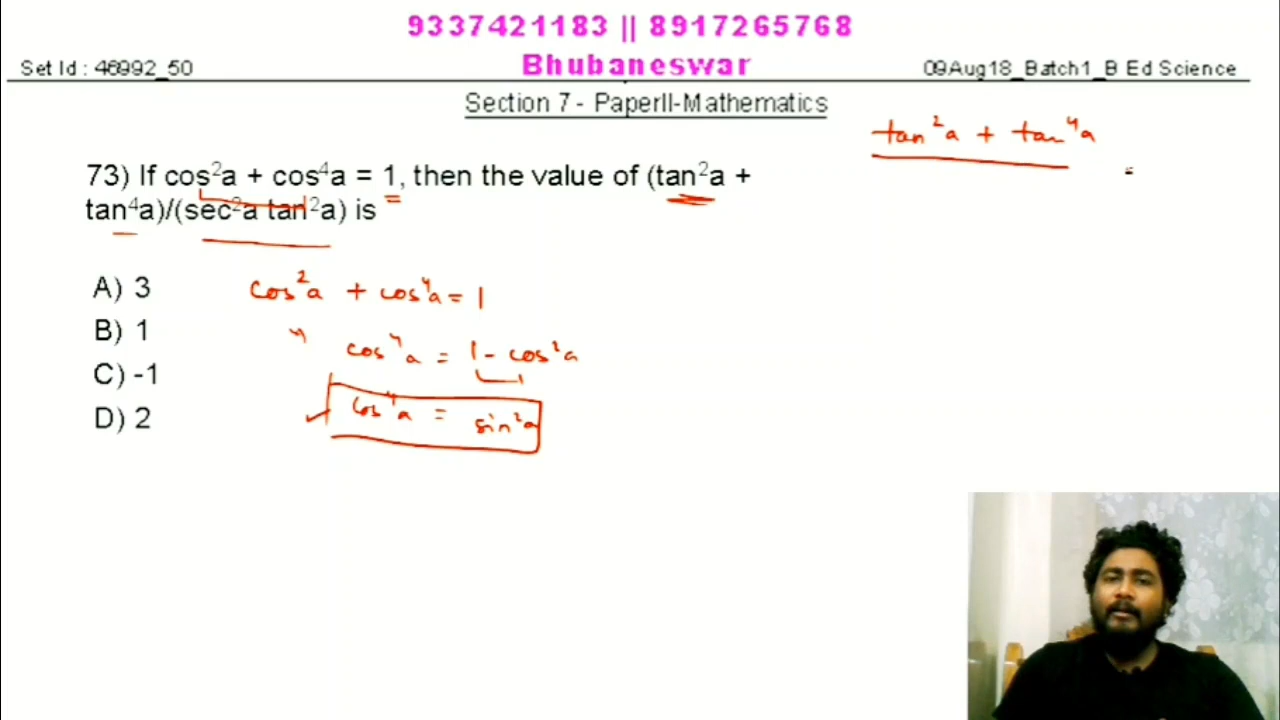 9337421183 || 8917265768
Bhubaneswar
Set Id : 46992_50
09Aug18_Batch1_B Ed Science
Section 7 - PaperII-Mathematics
tan²a + tan⁴a
=
73) If cos²a + cos⁴a = 1, then the value of (tan²a +
tan⁴a)/(sec²a tan²a) is
A) 3
B) 1
C) -1
D) 2
cos²a + cos⁴a = 1
cos⁴a = 1 - cos²a
cos⁴a = sin²a